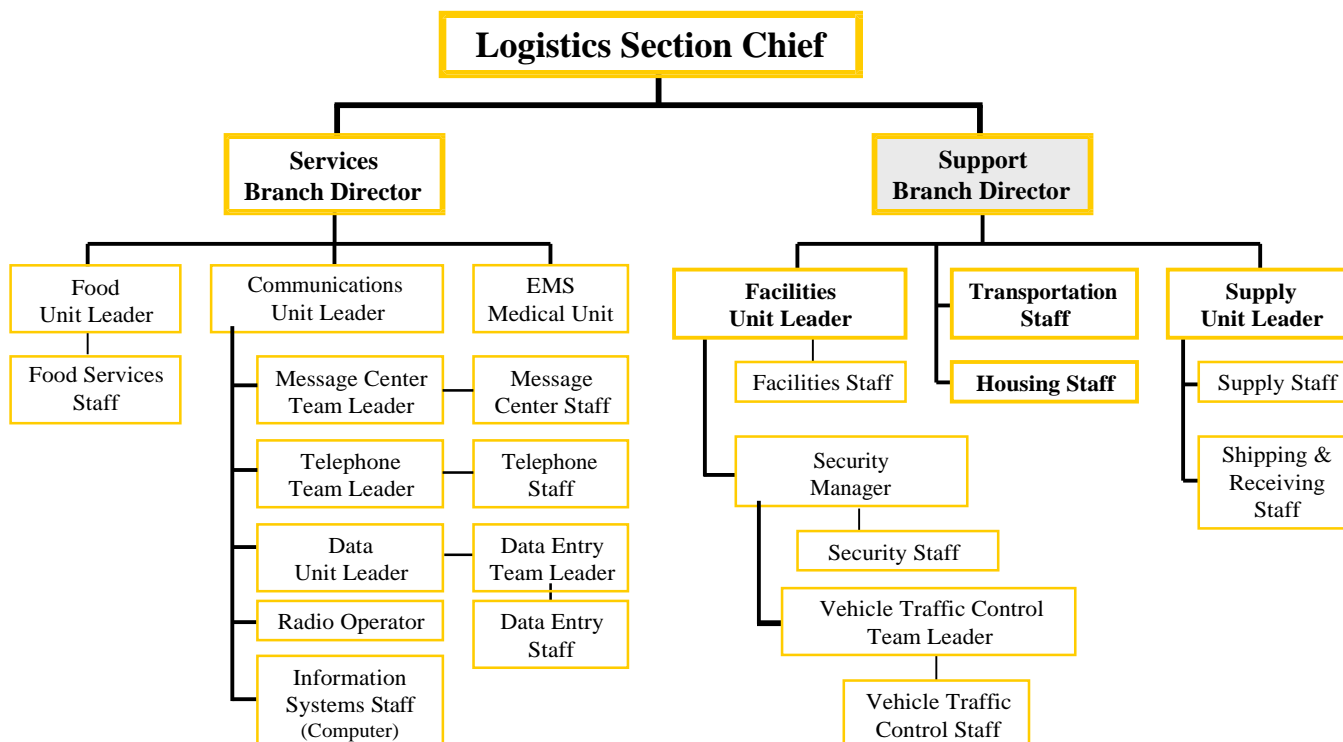 Logistics Section Chief
Services
Branch Director
Support
Branch Director
Food
Unit Leader
Food Services
Staff
Communications
Unit Leader
EMS
Medical Unit
Message Center
Team Leader
Message
Center Staff
Telephone
Team Leader
Telephone
Staff
Data
Unit Leader
Data Entry
Team Leader
Data Entry
Staff
Radio Operator
Information
Systems Staff
(Computer)
Facilities
Unit Leader
Facilities Staff
Security
Manager
Security Staff
Vehicle Traffic Control
Team Leader
Vehicle Traffic
Control Staff
Transportation
Staff
Housing Staff
Supply
Unit Leader
Supply Staff
Shipping &
Receiving
Staff